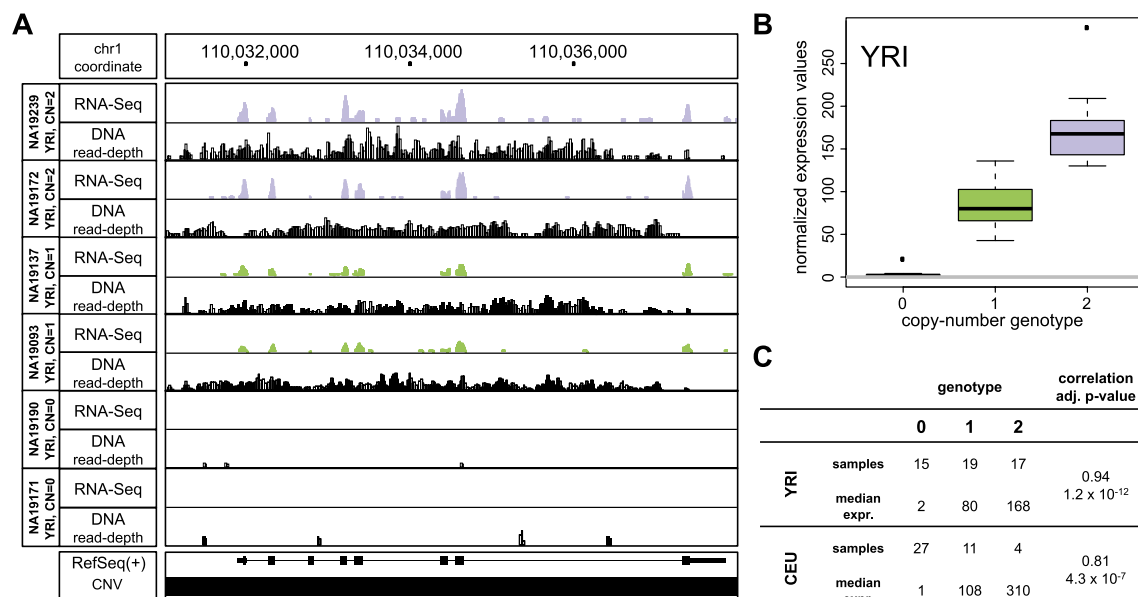 A
chr1
coordinate
110,032,000 110,034,000 110,036,000
NA19239
YRI, CN=2
RNA-Seq
DNA
read-depth
NA19172
YRI, CN=2
RNA-Seq
DNA
read-depth
NA19137
YRI, CN=1
RNA-Seq
DNA
read-depth
NA19093
YRI, CN=1
RNA-Seq
DNA
read-depth
NA19190
YRI, CN=0
RNA-Seq
DNA
read-depth
NA19171
YRI, CN=0
RNA-Seq
DNA
read-depth
RefSeq(+)
CNV
B
YRI
normalized expression values
0 50 100 150 200 250
0 1 2
copy-number genotype
C
genotype
correlation
adj. p-value
0 1 2
YRI
samples 15 19 17
median
expr.
2 80 168
0.94
1.2 x 10-12
CEU
samples 27 11 4
median
1 108 310
0.81
4.3 x 10-7